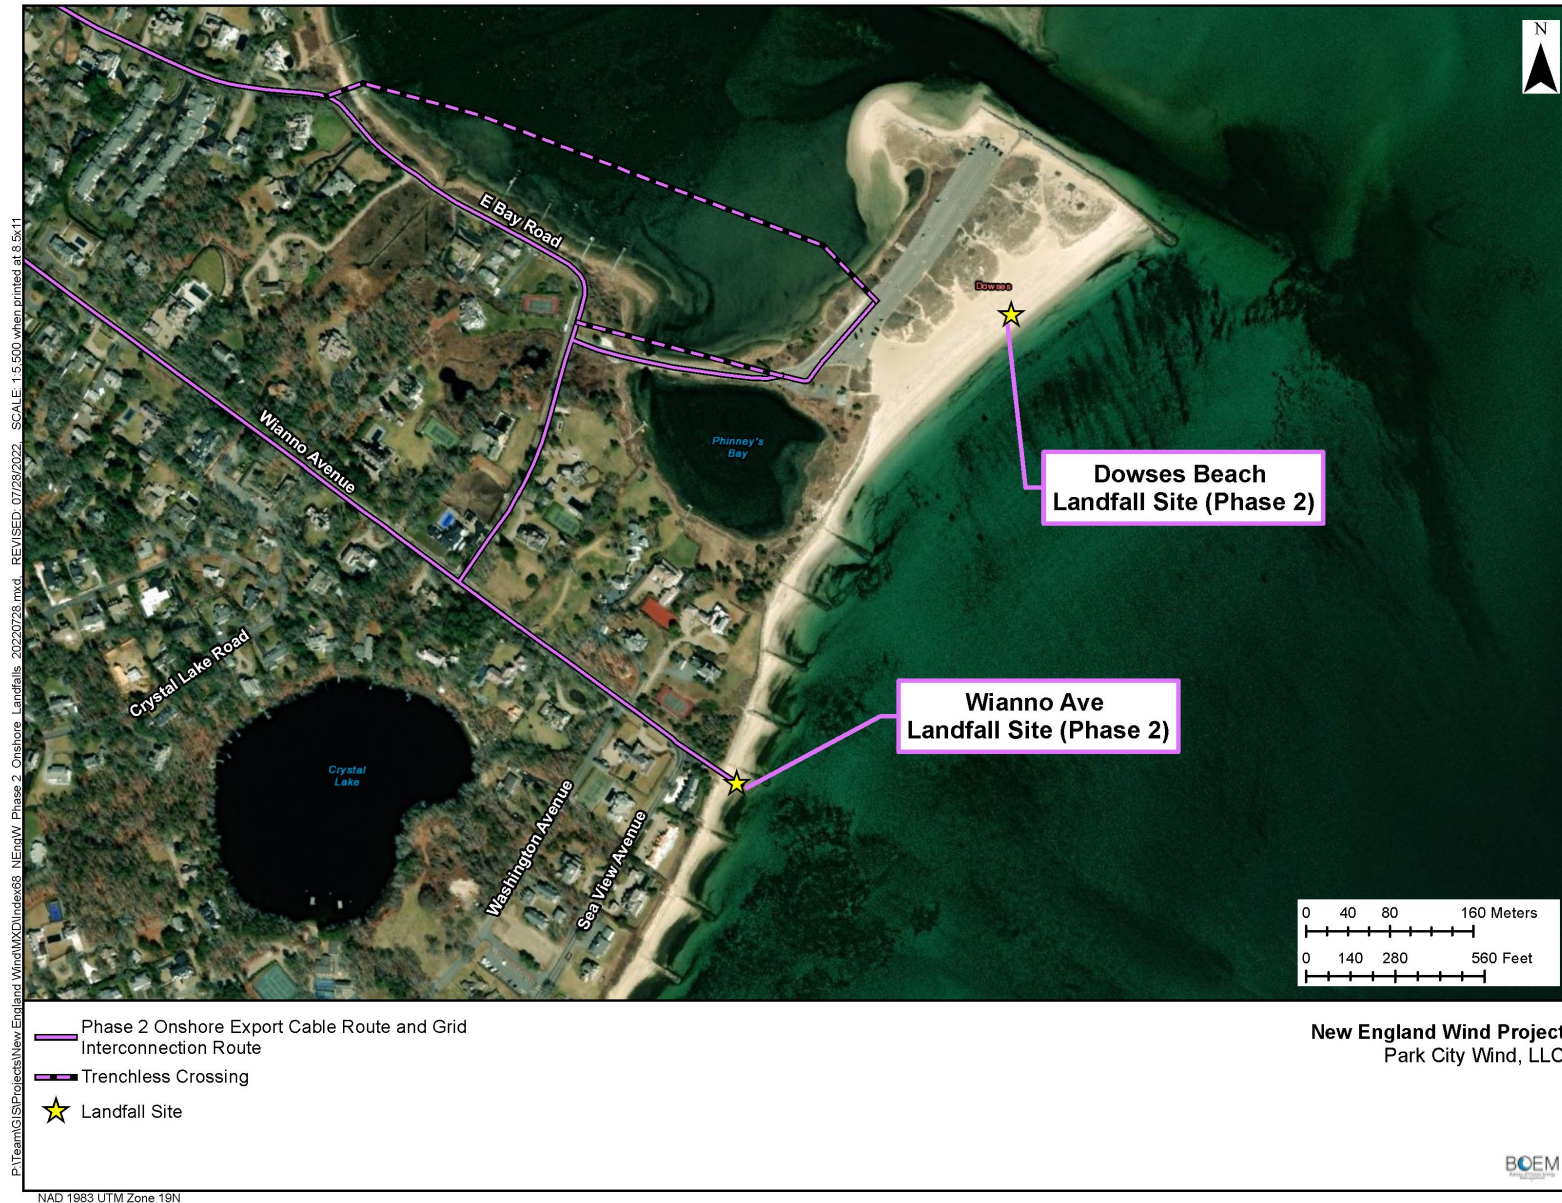 N
E Bay Road
Dowses
Wianno Avenue
Phinney's
Bay
Dowses Beach
Landfall Site (Phase 2)
Crystal Lake Road
Wianno Ave
Landfall Site (Phase 2)
Crystal
Lake
Washington Avenue
Sea View Avenue
0 40 80 160 Meters
0 140 280 560 Feet
P:\Team\GIS\Projects\New England Wind\MXD\Index68_NEngW_Phase 2_Onshore_Landfalls_20220728.mxd, REVISED: 07/28/2022, SCALE: 1:5,500 when printed at 8.5x11
Phase 2 Onshore Export Cable Route and Grid
Interconnection Route
Trenchless Crossing
Landfall Site
New England Wind Project
Park City Wind, LLC
BOEM
NAD 1983 UTM Zone 19N